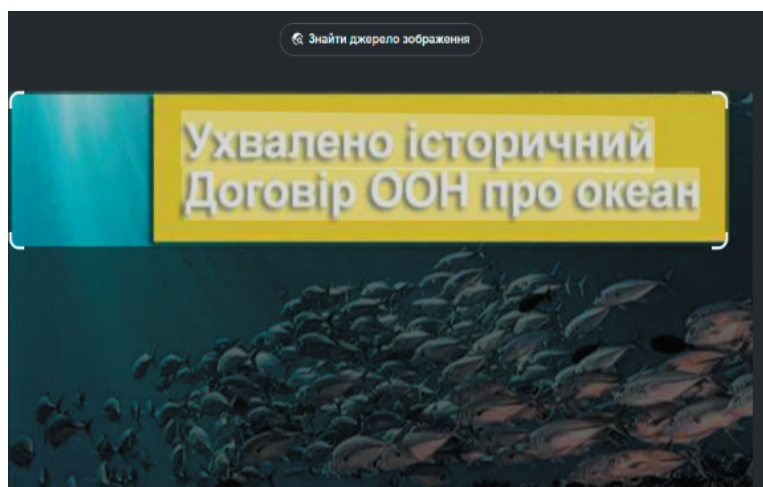 Знайти джерело зображення
Ухвалено історичний
Договір ООН про океан